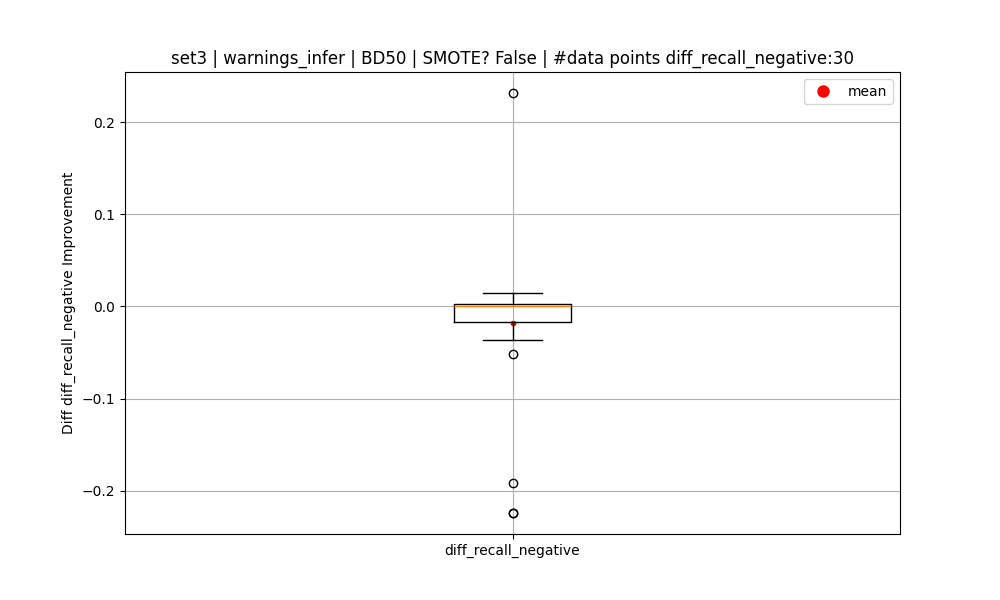 set3 | warnings_infer | BD50 | SMOTE? False | #data points diff_recall_negative:30
mean
Diff diff_recall_negative Improvement
0.2
0.1
0.0
−0.1
−0.2
diff_recall_negative